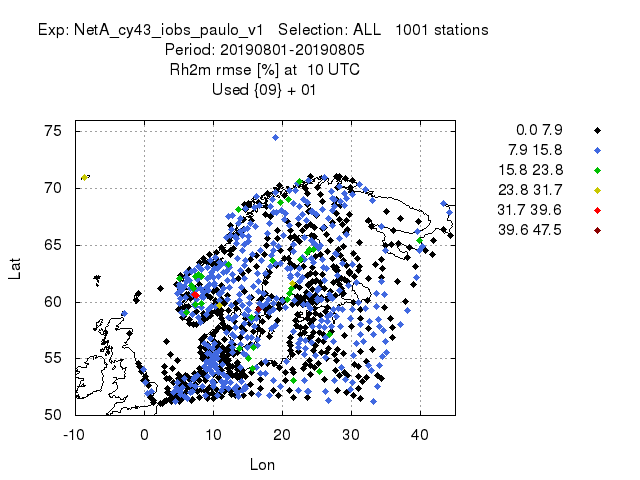 Exp: NetA_cy43_iobs_paulo_v1 Selection: ALL 1001 stations
Period: 20190801-20190805
Rh2m rmse [%] at 10 UTC
Used {09} + 01
0.0 7.9
7.9 15.8
15.8 23.8
23.8 31.7
31.7 39.6
39.6 47.5
75
70
65
60
55
50
Lat
-10 0 10 20 30 40
Lon